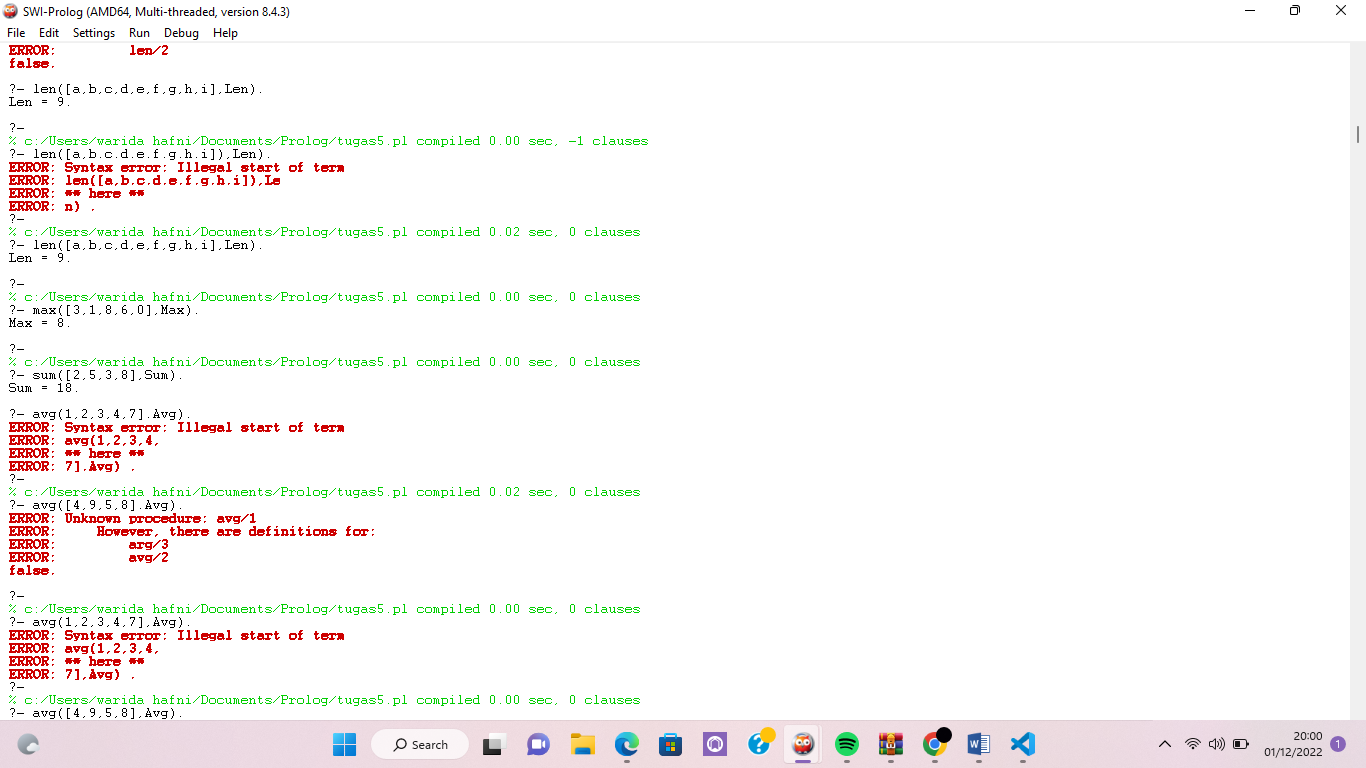 SWI-Prolog (AMD64, Multi-threaded, version 8.4.3)
File Edit Settings Run Debug Help
ERROR: len/2
false.
?- len([a,b,c,d,e,f,g,h,i],Len).
Len = 9.
?-
% c:/Users/warida hafni/Documents/Prolog/tugas5.pl compiled 0.00 sec, -1 clauses
?- len([a,b,c,d,e,f,g,h,i]),Len).
ERROR: Syntax error: Illegal start of term
ERROR: len([a,b,c,d,e,f,g,h,i]),Le
ERROR: ** here **
ERROR: n) .
?-
% c:/Users/warida hafni/Documents/Prolog/tugas5.pl compiled 0.02 sec, 0 clauses
?- len([a,b,c,d,e,f,g,h,i],Len).
Len = 9.
?-
% c:/Users/warida hafni/Documents/Prolog/tugas5.pl compiled 0.00 sec, 0 clauses
?- max([3,1,8,6,0],Max).
Max = 8.
?-
% c:/Users/warida hafni/Documents/Prolog/tugas5.pl compiled 0.00 sec, 0 clauses
?- sum([2,5,3,8],Sum).
Sum = 18.
?- avg(1,2,3,4,7].Avg).
ERROR: Syntax error: Illegal start of term
ERROR: avg(1,2,3,4,
ERROR: ** here **
ERROR: 7].Avg) .
?-
% c:/Users/warida hafni/Documents/Prolog/tugas5.pl compiled 0.02 sec, 0 clauses
?- avg([4,9,5,8].Avg).
ERROR: Unknown procedure: avg/1
ERROR: However, there are definitions for:
ERROR: arg/3
ERROR: avg/2
false.
?-
% c:/Users/warida hafni/Documents/Prolog/tugas5.pl compiled 0.00 sec, 0 clauses
?- avg(1,2,3,4,7],Avg).
ERROR: Syntax error: Illegal start of term
ERROR: avg(1,2,3,4,
ERROR: ** here **
ERROR: 7],Avg) .
?-
% c:/Users/warida hafni/Documents/Prolog/tugas5.pl compiled 0.00 sec, 0 clauses
?- avg([4,9,5,8],Avg).
Search
20:00
01/12/2022
1